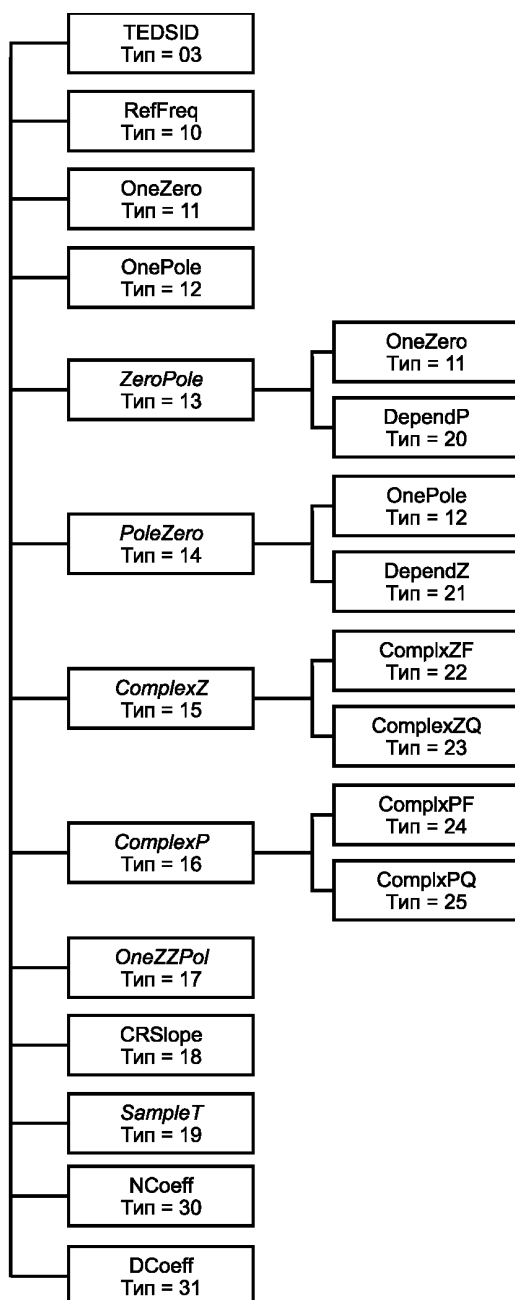 TEDSID
Тип = 03
RefFreq
Тип = 10
OneZero
Тип = 11
OnePole
Тип = 12
ZeroPole
Тип = 13
OneZero
Тип = 11
DependP
Тип = 20
PoleZero
Тип = 14
OnePole
Тип = 12
DependZ
Тип = 21
ComplexZ
Тип = 15
ComplxZF
Тип = 22
ComplexZQ
Тип = 23
ComplexP
Тип = 16
ComplxPF
Тип = 24
ComplxPQ
Тип = 25
OneZZPol
Тип = 17
CRSlope
Тип = 18
SampleT
Тип = 19
NCoeff
Тип = 30
DCoeff
Тип = 31